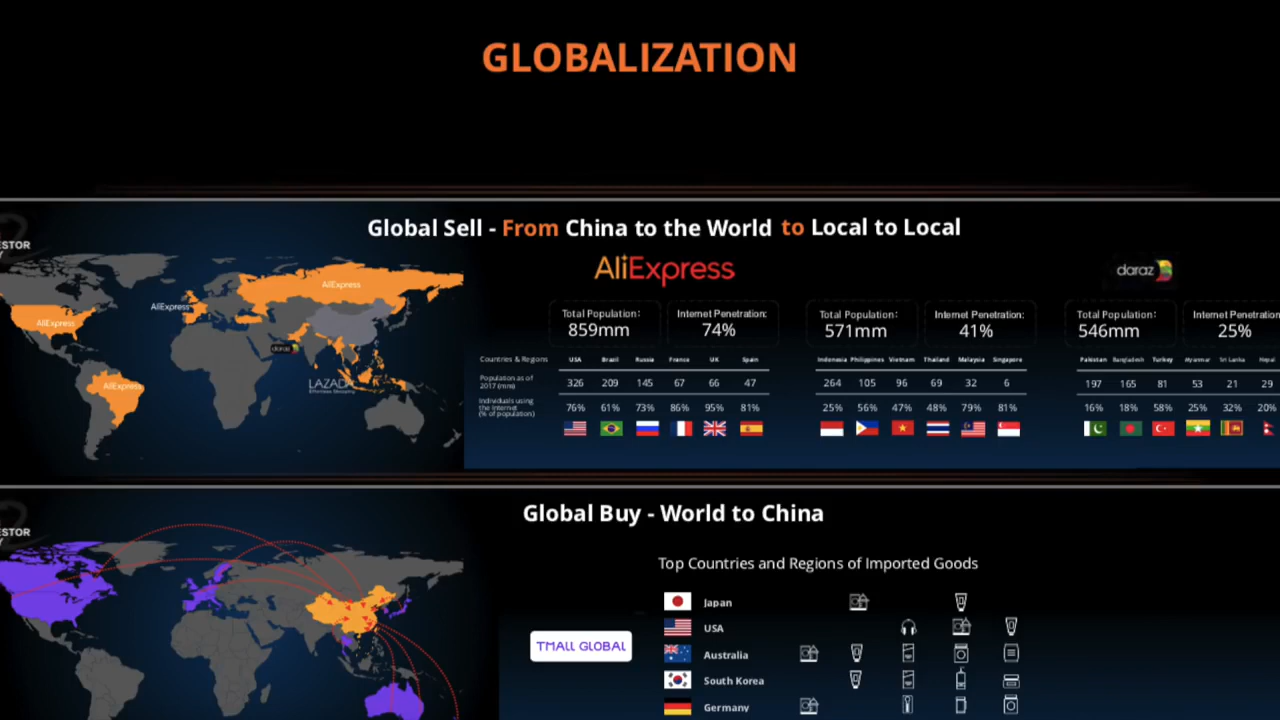 GLOBALIZATION
ESTOR
Y
Global Sell - From China to the World to Local to Local
AliExpress
daraz
AliExpress
AliExpress
AliExpress
AliExpress
daraz
LAZADA
Total Population:
859mm
Internet Penetration:
74%
Total Population:
571mm
Internet Penetration:
41%
Total Population:
546mm
Internet Penetration:
25%
Countries & Regions USA Brazil Russia France UK Spain Indonesia Philippines Vietnam Thailand Malaysia Singapore Pakistan Bangladesh Turkey Myanmar Sri Lanka Nepal
Population as of
2017 (mm)
326 209 145 67 66 47 264 105 96 69 32 6 197 165 81 53 21 29
Individuals using
the Internet
(% of population)
76% 61% 73% 86% 95% 81% 25% 56% 47% 48% 79% 81% 16% 18% 58% 25% 32% 20%
ESTOR
Y
Global Buy - World to China
Top Countries and Regions of Imported Goods
TMALL GLOBAL
Japan
USA
Australia
South Korea
Germany